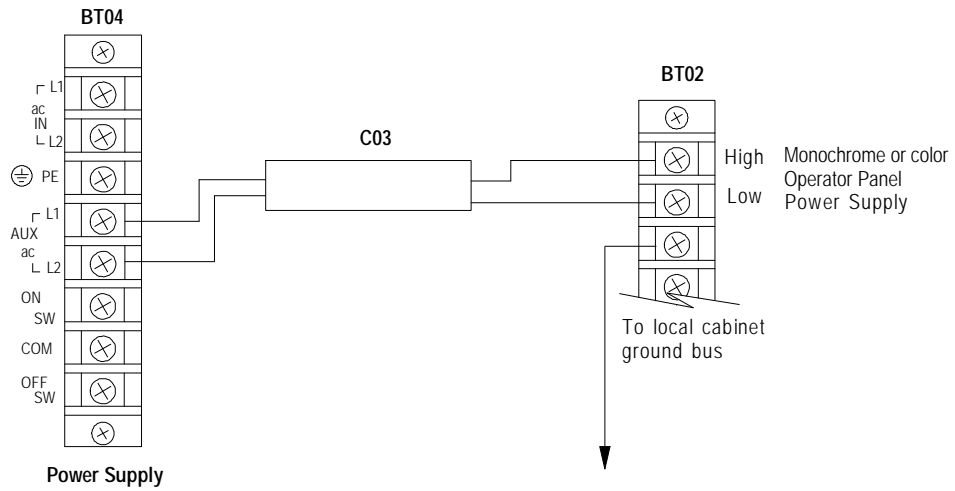 BT04
L1
ac
IN
L2
PE
L1
AUX
ac
L2
ON
SW
COM
OFF
SW
Power Supply
C03
BT02
High
Low
Monochrome or color
Operator Panel
Power Supply
To local cabinet
ground bus